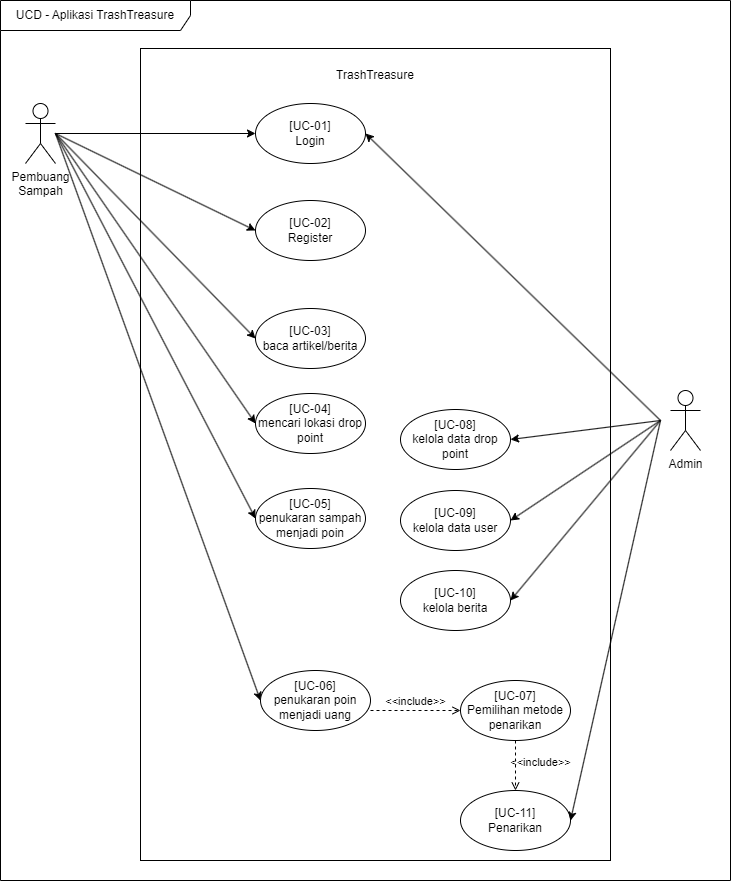 UCD - Aplikasi TrashTreasure
TrashTreasure
Pembuang
Sampah
[UC-01]
Login
[UC-02]
Register
[UC-03]
baca artikel/berita
[UC-04]
mencari lokasi drop
point
[UC-05]
penukaran sampah
menjadi poin
[UC-08]
kelola data drop
point
Admin
[UC-09]
kelola data user
[UC-10]
kelola berita
[UC-06]
penukaran poin
menjadi uang
<<include>>
[UC-07]
Pemilihan metode
penarikan
<<include>>
[UC-11]
Penarikan